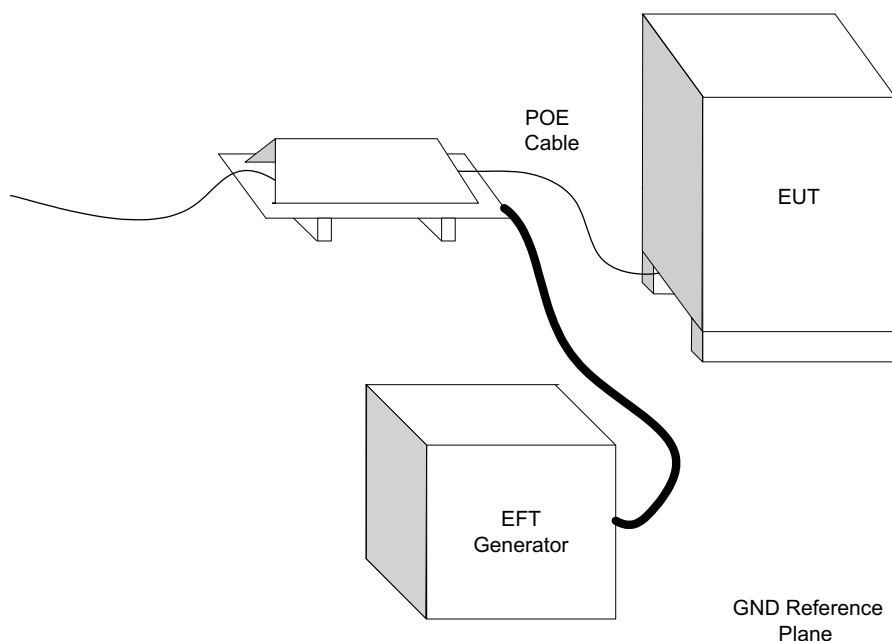 POE
Cable
EUT
EFT
Generator
GND Reference
Plane